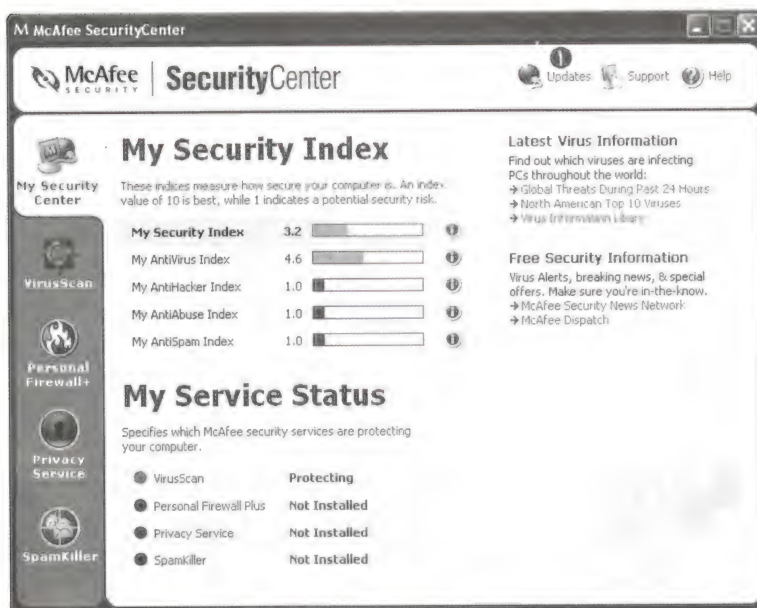 M McAfee SecurityCenter
McAfee SECURITY | SecurityCenter
1
Updates
Support
Help
My Security Center
VirusScan
Personal Firewall+
Privacy Service
SpamKiller
My Security Index
These indices measure how secure your computer is. An index
value of 10 is best, while 1 indicates a potential security risk.
My Security Index 3.2
My AntiVirus Index 4.6
My AntiHacker Index 1.0
My AntiAbuse Index 1.0
My AntiSpam Index 1.0
My Service Status
Specifies which McAfee security services are protecting
your computer.
VirusScan Protecting
Personal Firewall Plus Not Installed
Privacy Service Not Installed
SpamKiller Not Installed
Latest Virus Information
Find out which viruses are infecting
PCs throughout the world:
→ Global Threats During Past 24 Hours
→ North American Top 10 Viruses
→ Virus Information Library
Free Security Information
Virus Alerts, breaking news, & special
offers. Make sure you're in-the-know.
→ McAfee Security News Network
→ McAfee Dispatch